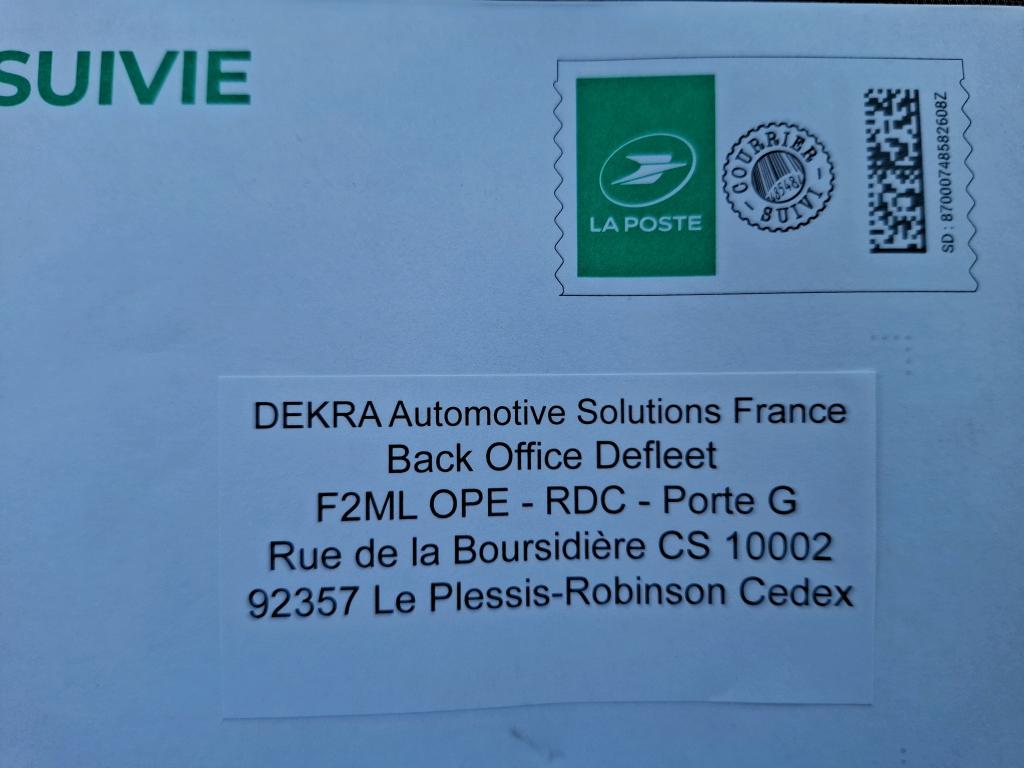 SUIVIE
LA POSTE
COURRIER
SUIVI
SD : 87000748582608Z
DEKRA Automotive Solutions France
Back Office Defleet
F2ML OPE - RDC - Porte G
Rue de la Boursidière CS 10002
92357 Le Plessis-Robinson Cedex